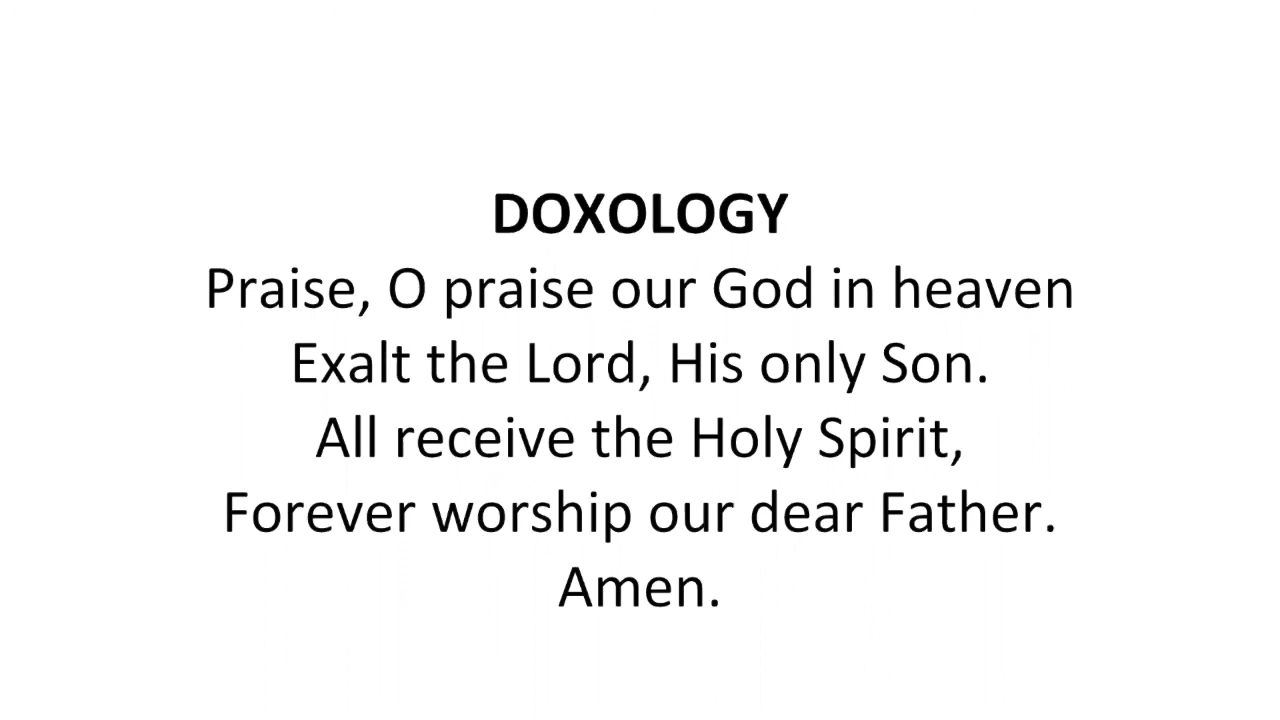 DOXOLOGY
Praise, O praise our God in heaven
Exalt the Lord, His only Son.
All receive the Holy Spirit,
Forever worship our dear Father.
Amen.